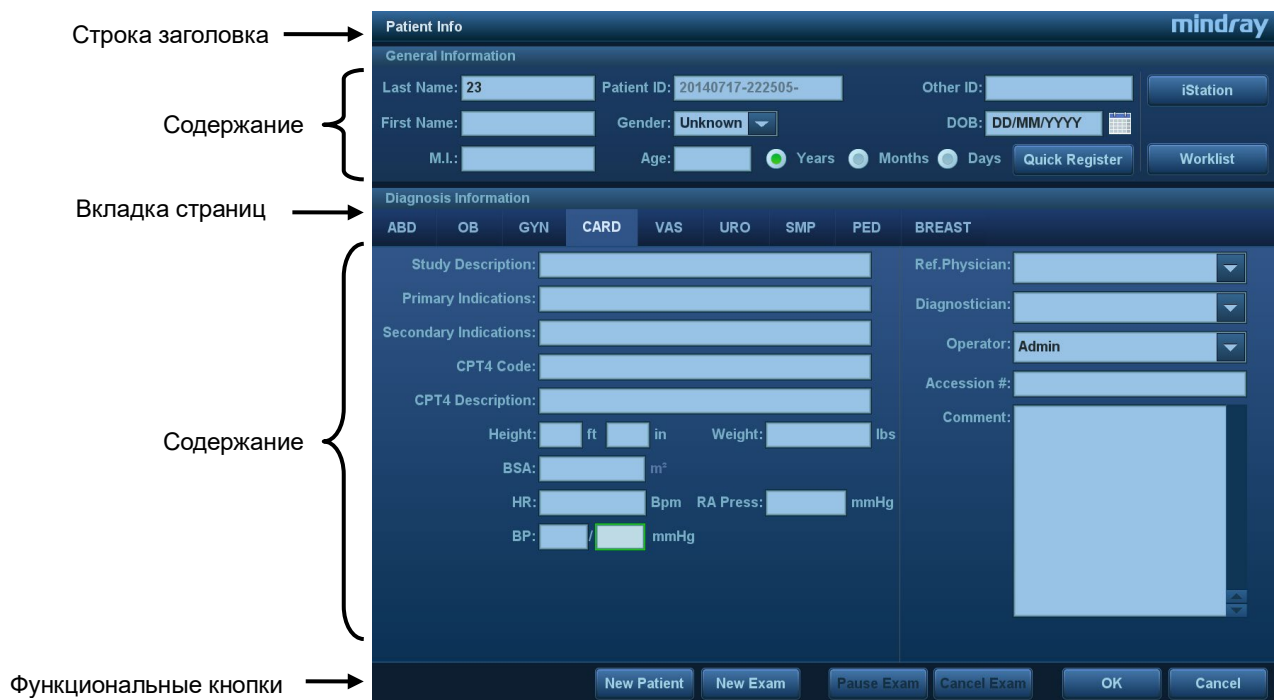 Строка заголовка
Patient Info
mindray
General Information
Содержание
Last Name: 23 Patient ID: 20140717-222505- Other ID: iStation
First Name: Gender: Unknown DOB: DD/MM/YYYY
M.I.: Age: Years Months Days Quick Register Worklist
Вкладка страниц
Diagnosis Information
ABD OB GYN CARD VAS URO SMP PED BREAST
Содержание
Study Description: Ref.Physician:
Primary Indications: Diagnostician:
Secondary Indications: Operator: Admin
CPT4 Code: Accession #:
CPT4 Description: Comment:
Height: ft in Weight: lbs
BSA: m²
HR: Bpm RA Press: mmHg
BP: / mmHg
Функциональные кнопки
New Patient New Exam Pause Exam Cancel Exam OK Cancel